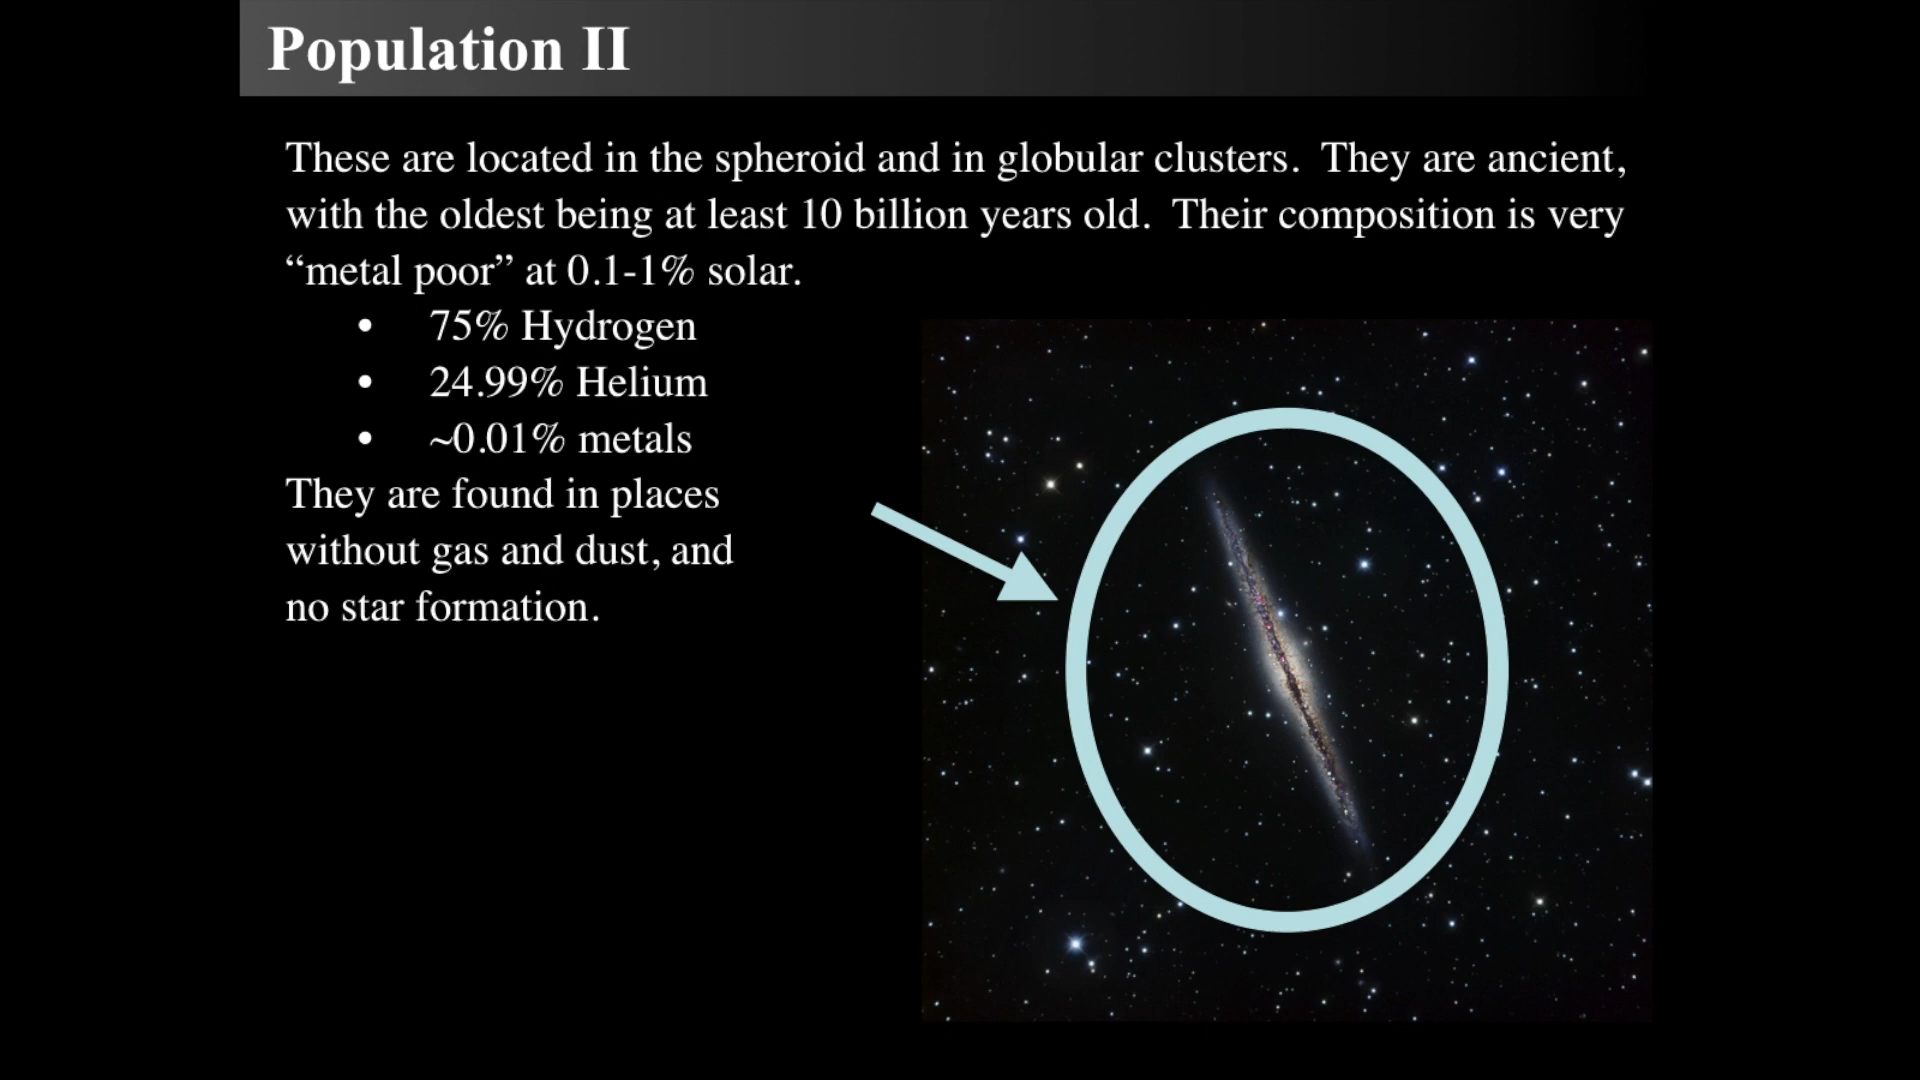 Population II
These are located in the spheroid and in globular clusters. They are ancient,
with the oldest being at least 10 billion years old. Their composition is very
“metal poor” at 0.1-1% solar.
• 75% Hydrogen
• 24.99% Helium
• ~0.01% metals
They are found in places
without gas and dust, and
no star formation.